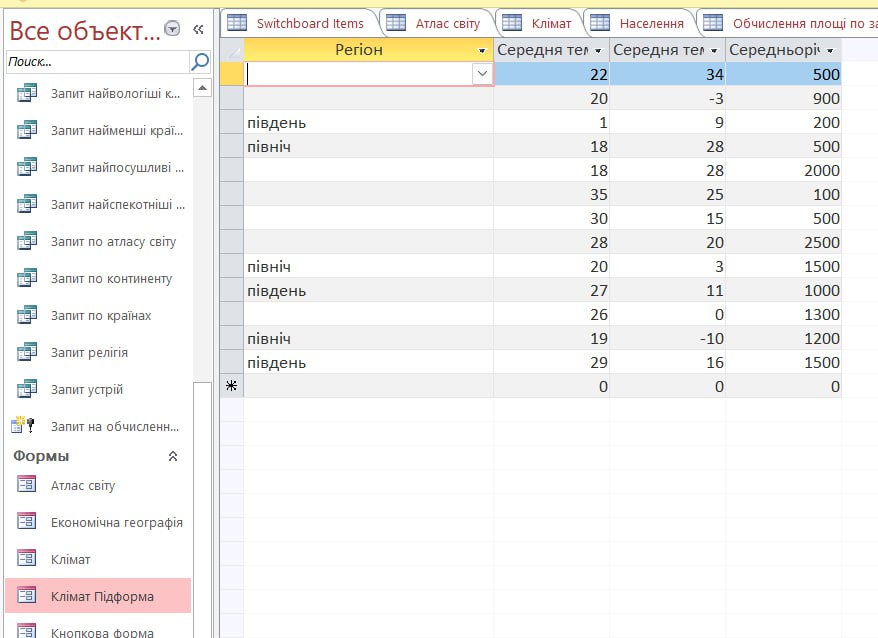 Все объект... «
Поиск...
Запит найвологіші к...
Запит найменші краї...
Запит найпосушливі ...
Запит найспекотніші ...
Запит по атласу світу
Запит по континенту
Запит по країнах
Запит релігія
Запит устрій
Запит на обчисленн...
Формы
Атлас світу
Економічна географія
Клімат
Клімат Підформа
Кнопкова форма
Switchboard Items Атлас світу Клімат Населення Обчислення площі по за
Регіон Середня тем Середня тем Середньоріч
22 34 500
20 -3 900
південь 1 9 200
північ 18 28 500
18 28 2000
35 25 100
30 15 500
28 20 2500
північ 20 3 1500
південь 27 11 1000
26 0 1300
північ 19 -10 1200
південь 29 16 1500
* 0 0 0